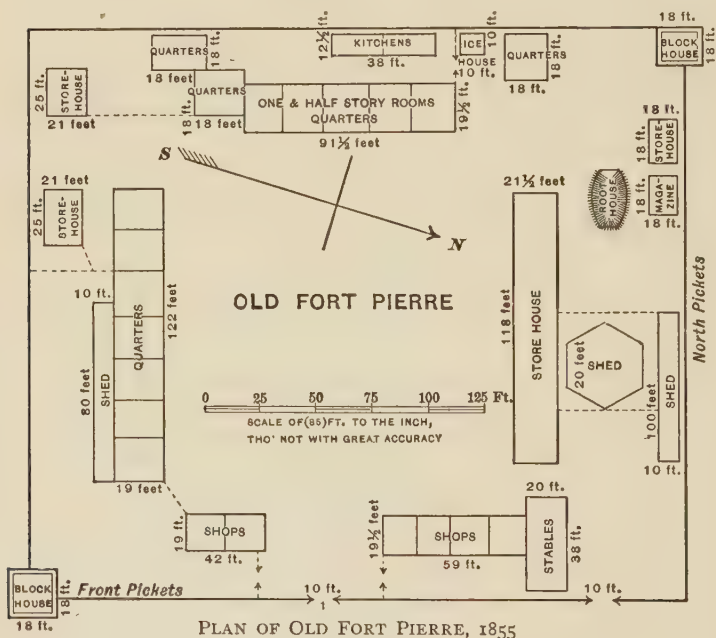 18 ft.
BLOCK
HOUSE
18 ft.
QUARTERS
18 ft.
18 feet
12½ ft.
KITCHENS
38 ft.
ICE
HOUSE
10 ft.
10 ft.
QUARTERS
18 ft.
18 ft.
25 ft.
STORE-
HOUSE
21 feet
QUARTERS
18 ft.
18 feet
ONE & HALF STORY ROOMS
QUARTERS
91½ feet
19½ ft.
18 ft.
18 ft.
STORE-
HOUSE
S
N
21 feet
25 ft.
STORE-
HOUSE
21½ feet
ROOT
HOUSE
18 ft.
MAGA-
ZINE
18 ft.
North Pickets
10 ft.
80 feet
SHED
QUARTERS
122 feet
19 feet
OLD FORT PIERRE
118 feet
STORE HOUSE
20 feet
SHED
100 feet
SHED
10 ft.
0 25 50 75 100 125 Ft.
SCALE OF (85) FT. TO THE INCH,
THO' NOT WITH GREAT ACCURACY
19 ft.
SHOPS
42 ft.
19½ feet
SHOPS
59 ft.
20 ft.
STABLES
38 ft.
BLOCK
HOUSE
18 ft.
18 ft.
Front Pickets
10 ft.
1
10 ft.
PLAN OF OLD FORT PIERRE, 1855